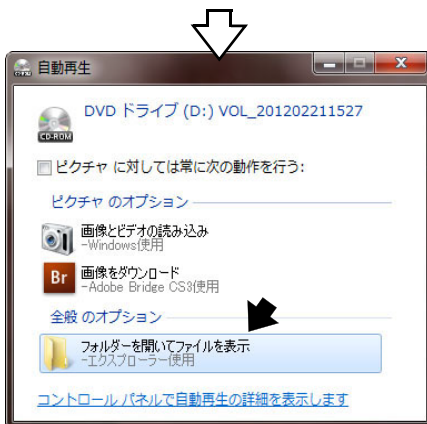 自動再生
DVD ドライブ (D:) VOL_201202211527
CD-ROM
ピクチャ に対しては常に次の動作を行う:
ピクチャ のオプション
画像とビデオの読み込み
-Windows使用
Br
画像をダウンロード
-Adobe Bridge CS3使用
全般 のオプション
フォルダーを開いてファイルを表示
-エクスプローラー使用
コントロール パネルで自動再生の詳細を表示します